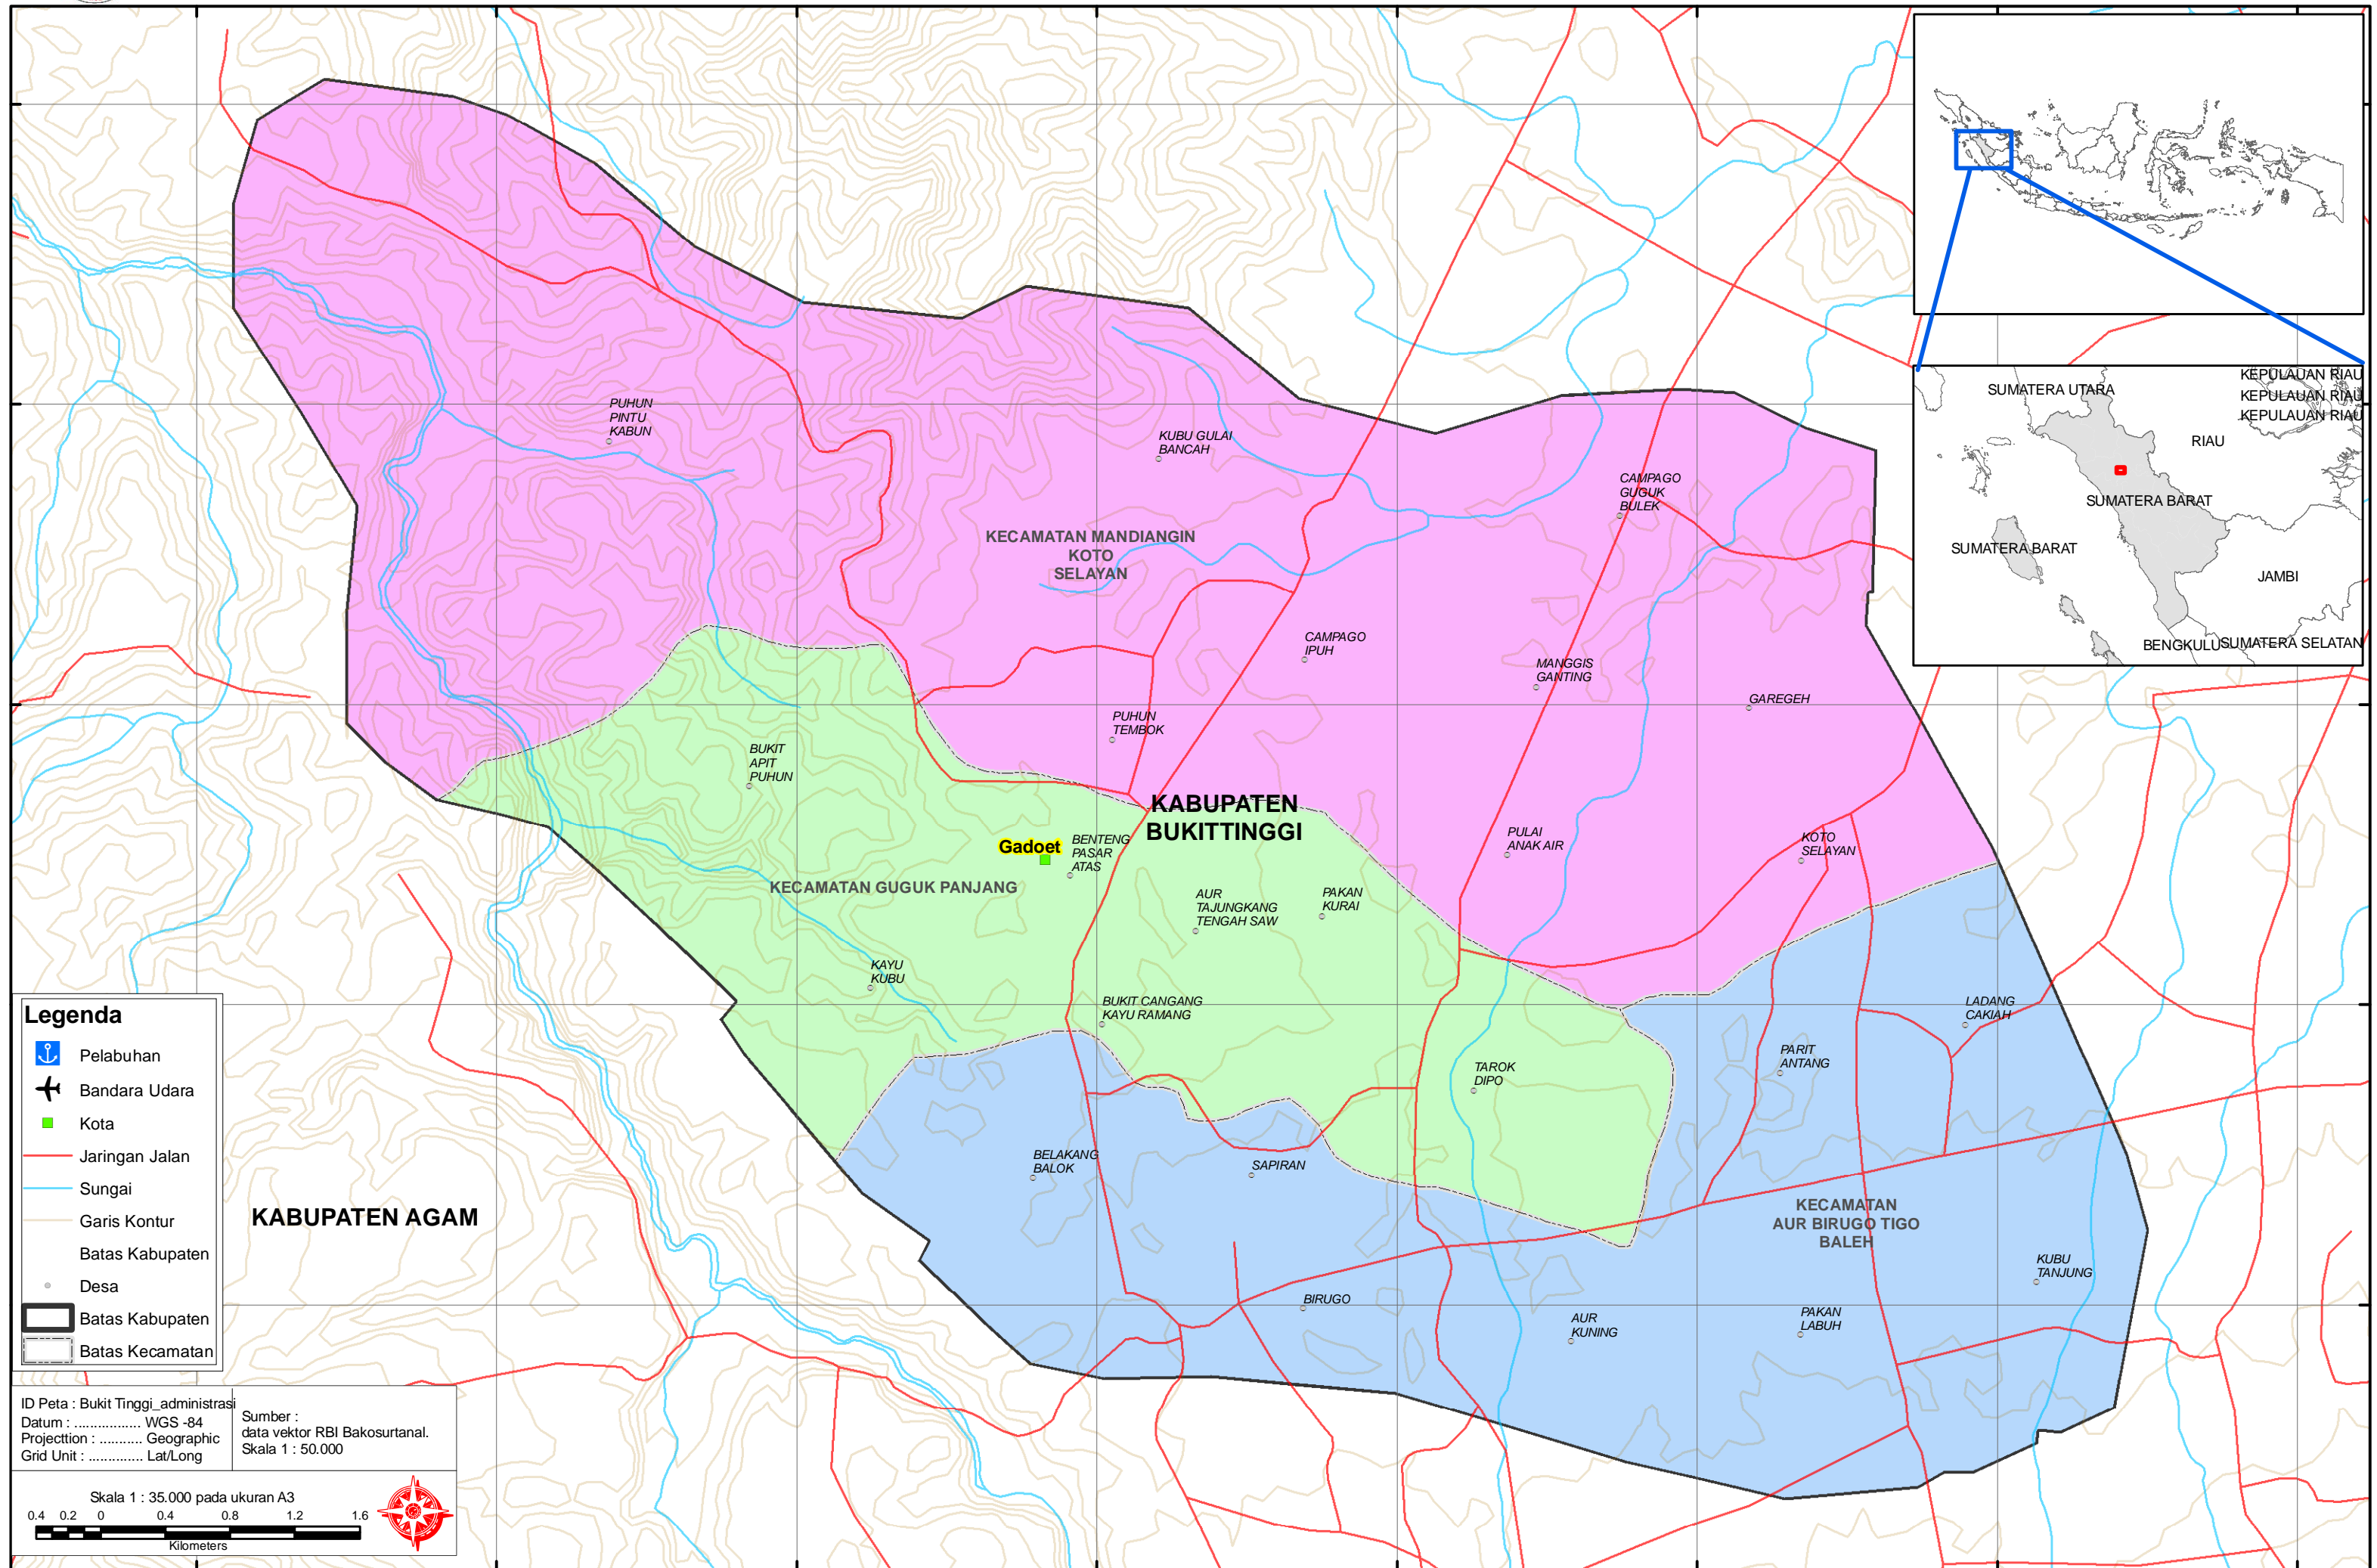 SUMATERA UTARA
KEPULAUAN RIAU
KEPULAUAN RIAU
KEPULAUAN RIAU
RIAU
SUMATERA BARAT
SUMATERA BARAT
JAMBI
BENGKULU
SUMATERA SELATAN
PUHUN
PINTU
KABUN
KUBU GULAI
BANCAH
CAMPAGO
GUGUK
BULEK
KECAMATAN MANDIANGIN
KOTO
SELAYAN
CAMPAGO
IPUH
MANGGIS
GANTING
GAREGEH
PUHUN
TEMBOK
BUKIT
APIT
PUHUN
KABUPATEN
BUKITTINGGI
Gadoet
BENTENG
PASAR
ATAS
PULAI
ANAK AIR
KOTO
SELAYAN
KECAMATAN GUGUK PANJANG
AUR
TAJUNGKANG
TENGAH SAW
PAKAN
KURAI
KAYU
KUBU
BUKIT CANGANG
KAYU RAMANG
LADANG
CAKIAH
PARIT
ANTANG
TAROK
DIPO
BELAKANG
BALOK
SAPIRAN
KABUPATEN AGAM
KECAMATAN
AUR BIRUGO TIGO
BALEH
KUBU
TANJUNG
BIRUGO
AUR
KUNING
PAKAN
LABUH
Legenda
Pelabuhan
Bandara Udara
Kota
Jaringan Jalan
Sungai
Garis Kontur
Batas Kabupaten
Desa
Batas Kabupaten
Batas Kecamatan
ID Peta : Bukit Tinggi_administrasi
Datum : ................ WGS -84
Projecttion : ........... Geographic
Grid Unit : .............. Lat/Long
Sumber :
data vektor RBI Bakosurtanal.
Skala 1 : 50.000
Skala 1 : 35.000 pada ukuran A3
0.4 0.2 0 0.4 0.8 1.2 1.6
Kilometers